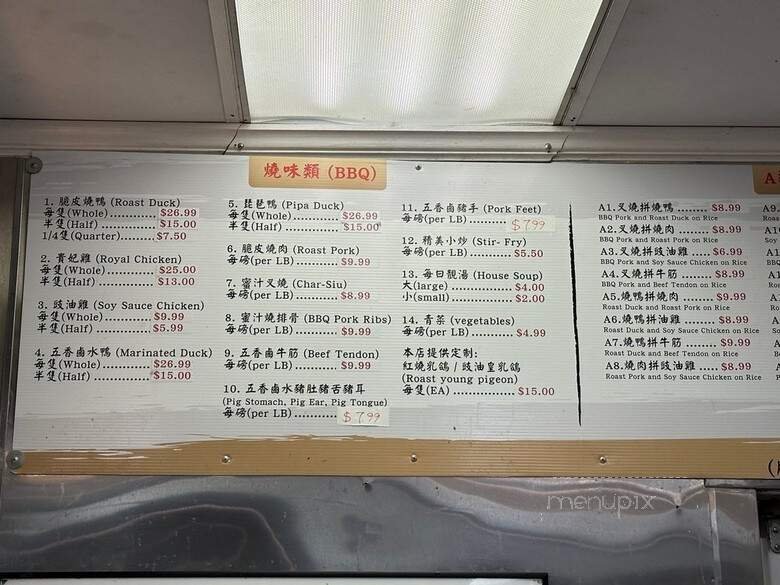 燒味類 (BBQ)
1. 脆皮燒鴨 (Roast Duck)
每隻(Whole)............ $26.99
半隻(Half) ............... $15.00
1/4隻(Quarter)......... $7.50
2. 貴妃雞 (Royal Chicken)
每隻(Whole)............ $25.00
半隻(Half) ............... $13.00
3. 豉油雞 (Soy Sauce Chicken)
每隻(Whole)............ $9.99
半隻(Half) .............. $5.99
4. 五香鹵水鴨 (Marinated Duck)
每隻(Whole)............ $26.99
半隻(Half)............... $15.00
5. 琵琶鴨 (Pipa Duck)
每隻(Whole)............ $26.99
半隻(Half) ............... $15.00
6. 脆皮燒肉 (Roast Pork)
每磅(per LB)............ $9.99
7. 蜜汁叉燒 (Char-Siu)
每磅(per LB)............ $8.99
8. 蜜汁燒排骨 (BBQ Pork Ribs)
每磅(per LB)............ $9.99
9. 五香鹵牛筋 (Beef Tendon)
每磅(per LB)............ $9.99
10. 五香鹵水豬肚豬舌豬耳
(Pig Stomach, Pig Ear, Pig Tongue)
每磅(per LB)............ $7.99
11. 五香鹵豬手 (Pork Feet)
每磅(per LB)............ $7.99
12. 精美小炒 (Stir- Fry)
每磅(per LB)............ $5.50
13. 每日靚湯 (House Soup)
大(large) ................ $4.00
小(small)................. $2.00
14. 青菜 (vegetables)
每磅(per LB)............ $4.99
本店提供定制:
紅燒乳鴿 / 豉油皇乳鴿
(Roast young pigeon)
每隻(EA) ................ $15.00
A1.叉燒拼燒鴨 ........ $8.99
BBQ Pork and Roast Duck on Rice
A2.叉燒拼燒肉 ........ $8.99
BBQ Pork and Roast Pork on Rice
A3.叉燒拼豉油雞 ...... $6.99
BBQ Pork and Soy Sauce Chicken on Rice
A4.叉燒拼牛筋 ........ $8.99
BBQ Pork and Beef Tendon on Rice
A5.燒鴨拼燒肉 ........ $9.99
Roast Duck and Roast Pork on Rice
A6.燒鴨拼豉油雞 ...... $8.99
Roast Duck and Soy Sauce Chicken on Rice
A7.燒鴨拼牛筋 ........ $9.99
Roast Duck and Beef Tendon on Rice
A8.燒肉拼豉油雞 ..... $8.99
Roast Pork and Soy Sauce Chicken on Rice
A
A9.
menupix